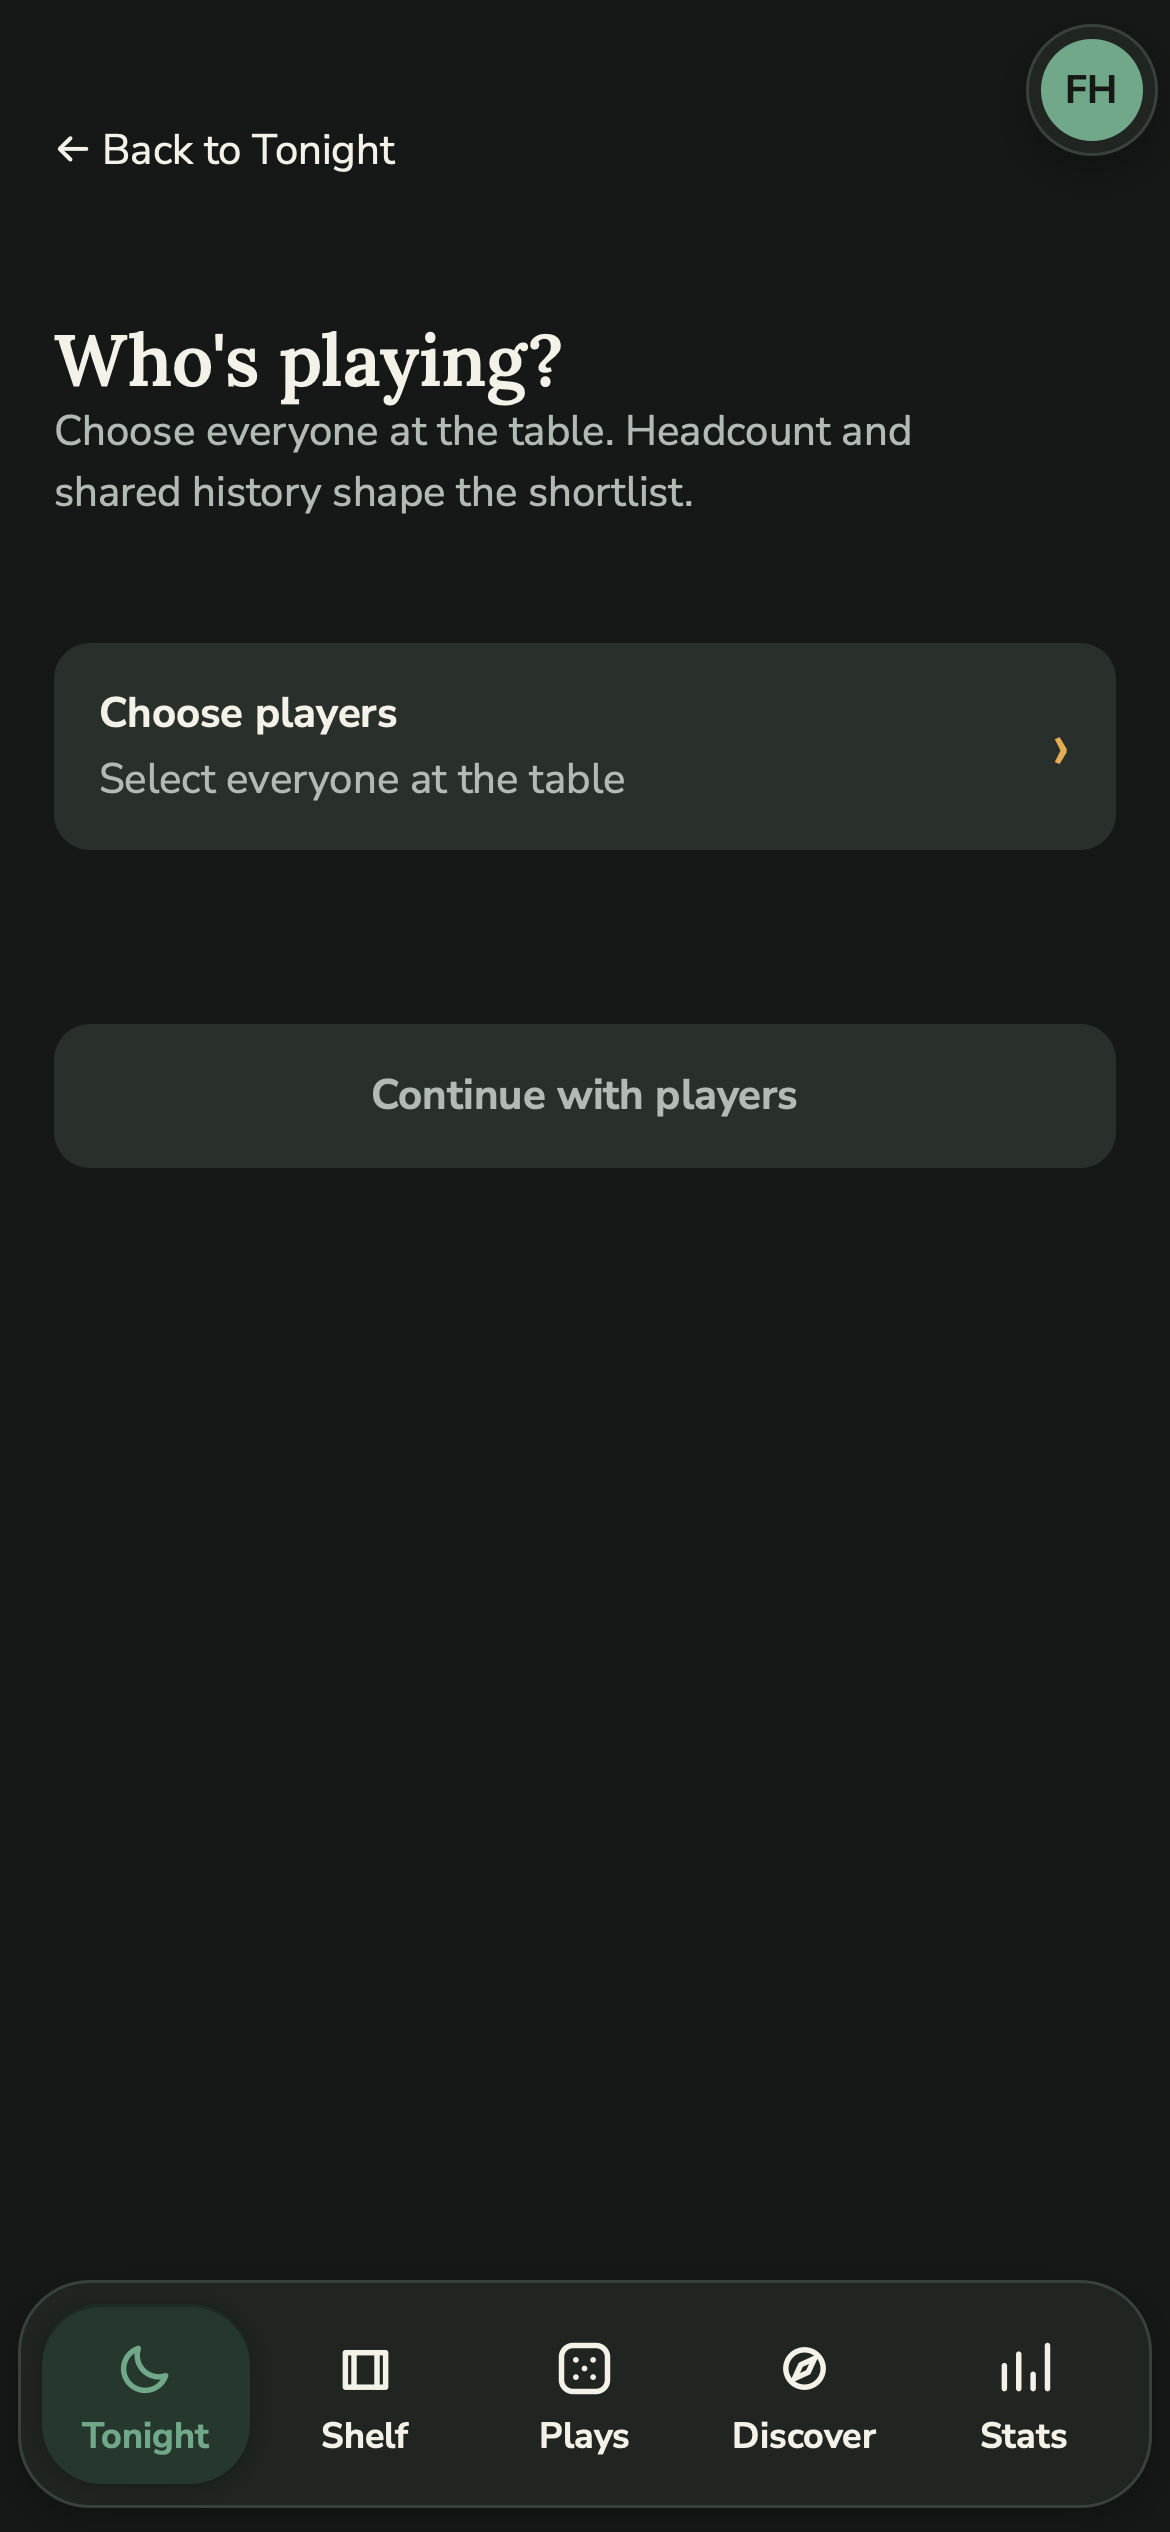 FH
← Back to Tonight
Who's playing?
Choose everyone at the table. Headcount and
shared history shape the shortlist.
Choose players
Select everyone at the table
›
Continue with players
Tonight
Shelf
Plays
Discover
Stats